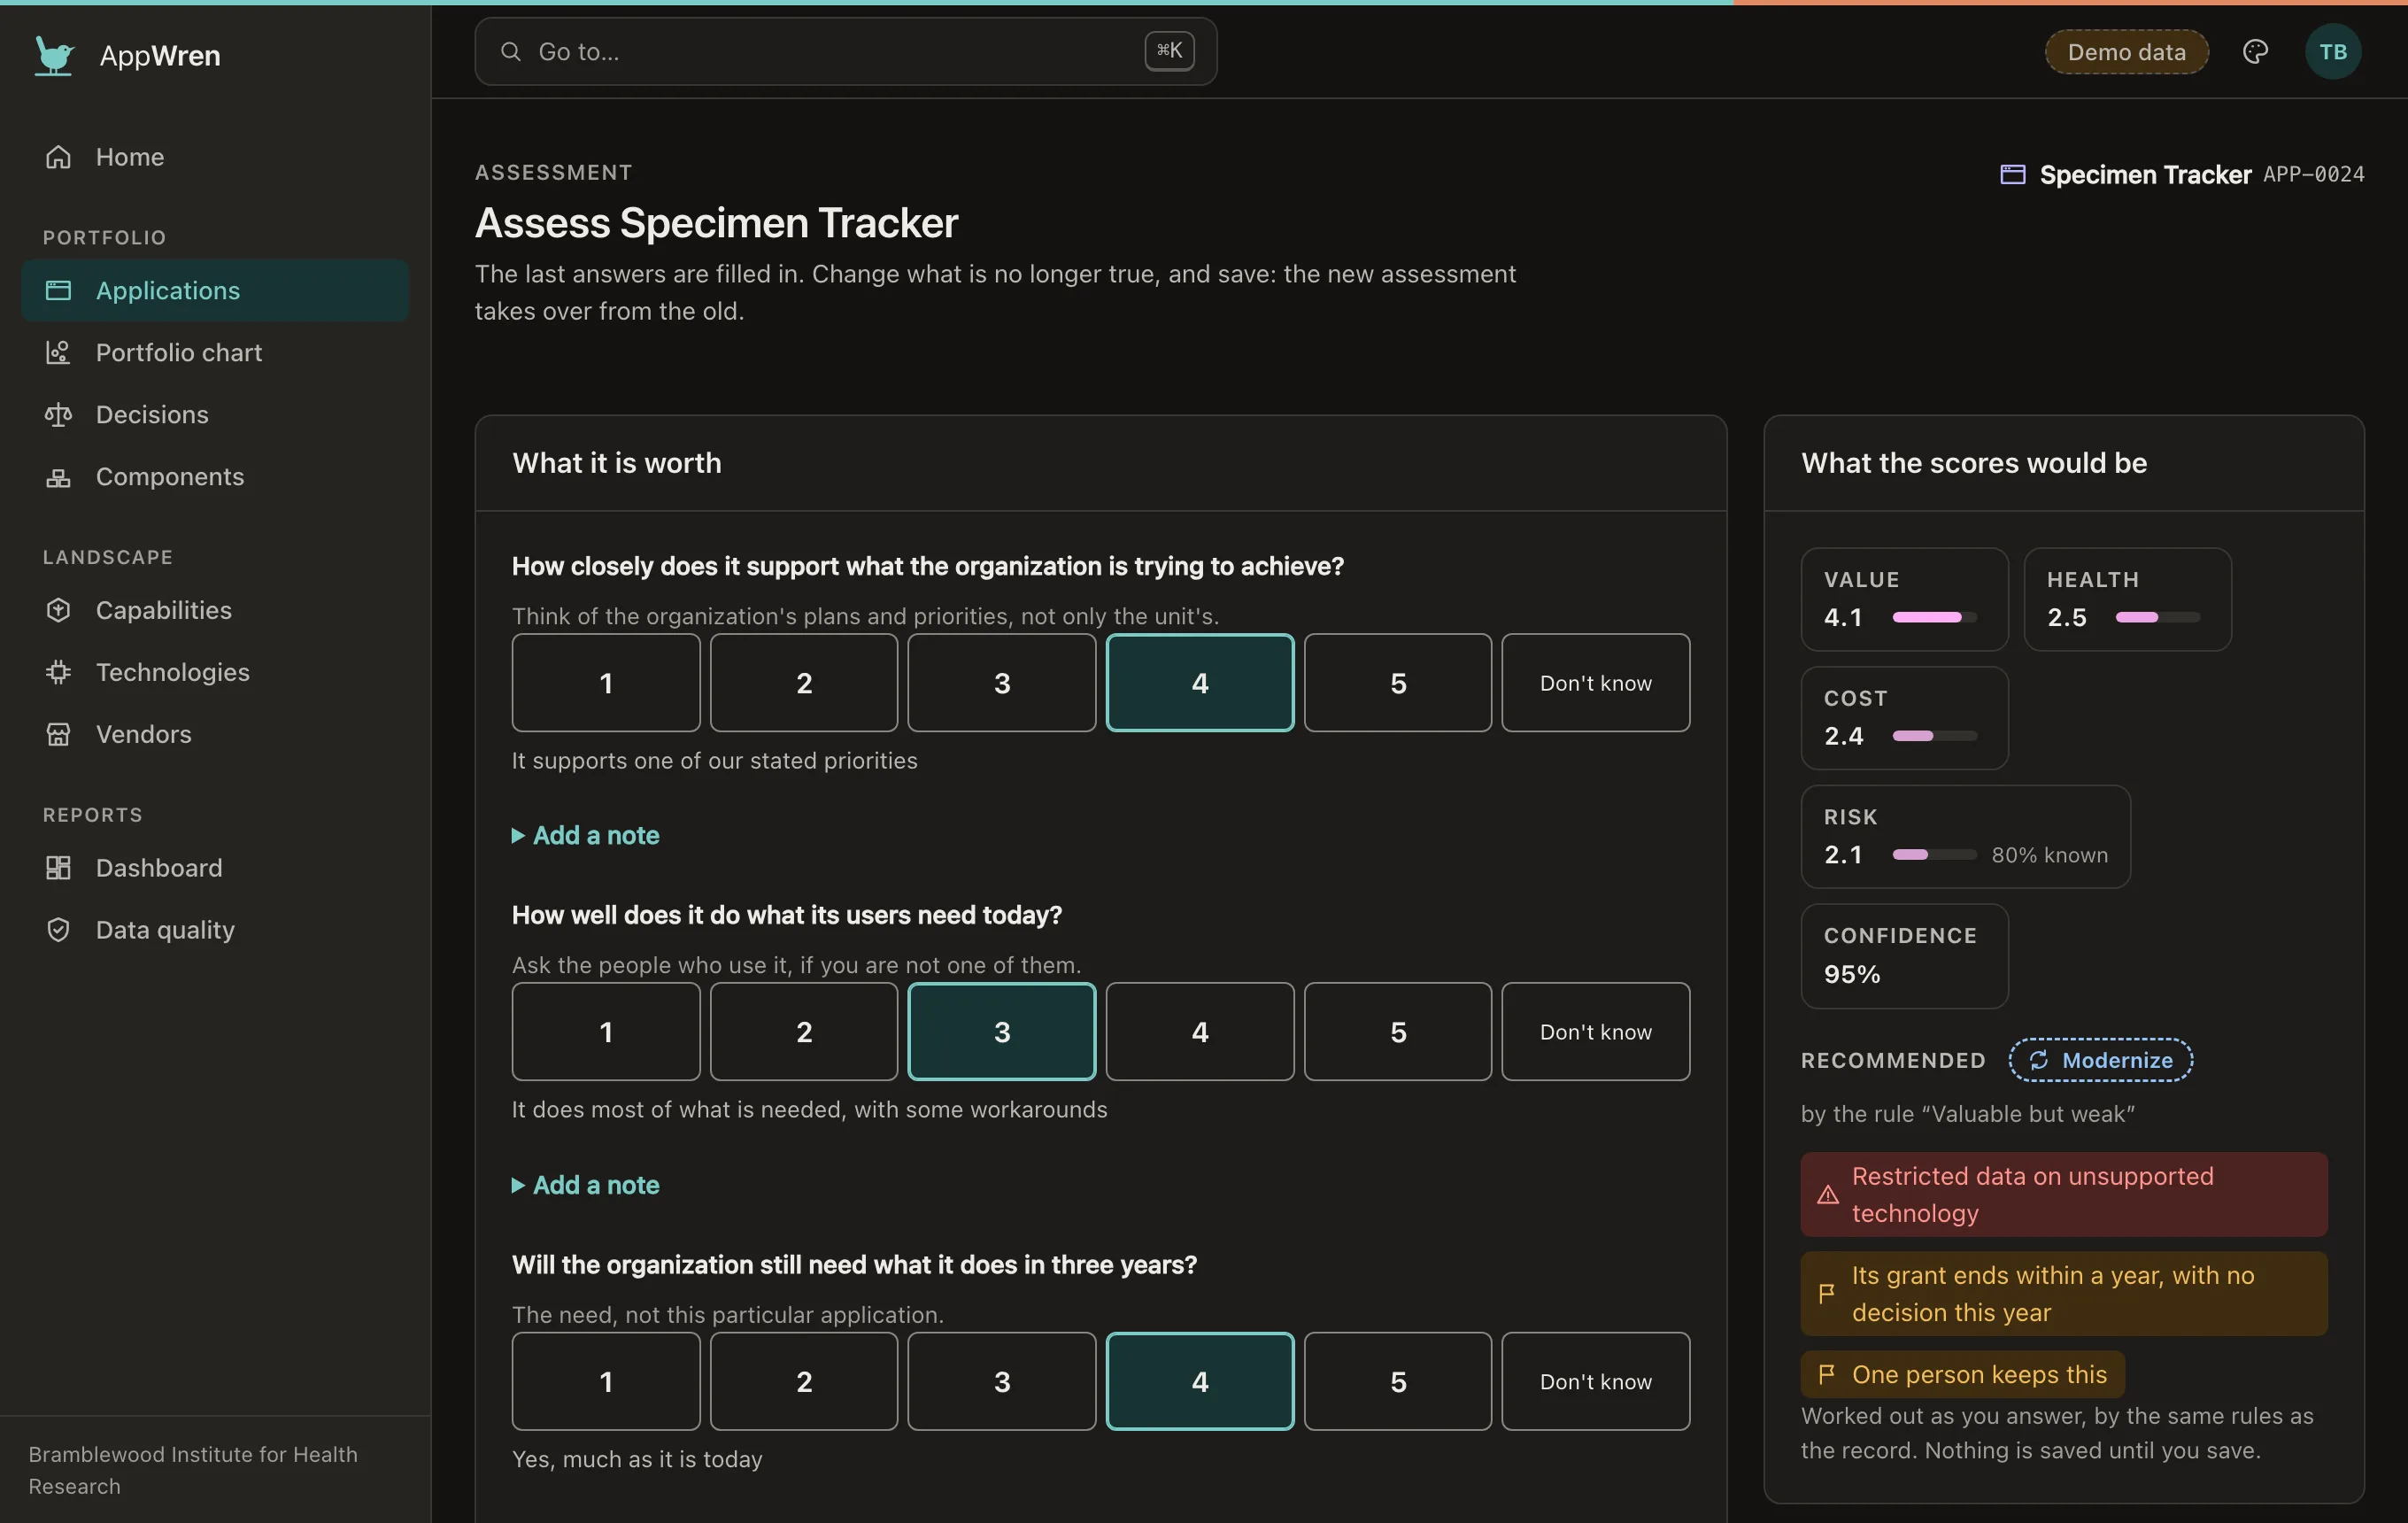 AppWren
Go to...
⌘K
Demo data
TB
Home
PORTFOLIO
Applications
Portfolio chart
Decisions
Components
LANDSCAPE
Capabilities
Technologies
Vendors
REPORTS
Dashboard
Data quality
Bramblewood Institute for Health
Research
ASSESSMENT
Assess Specimen Tracker
The last answers are filled in. Change what is no longer true, and save: the new assessment
takes over from the old.
Specimen Tracker APP-0024
What it is worth
How closely does it support what the organization is trying to achieve?
Think of the organization's plans and priorities, not only the unit's.
1 2 3 4 5 Don't know
It supports one of our stated priorities
Add a note
How well does it do what its users need today?
Ask the people who use it, if you are not one of them.
1 2 3 4 5 Don't know
It does most of what is needed, with some workarounds
Add a note
Will the organization still need what it does in three years?
The need, not this particular application.
1 2 3 4 5 Don't know
Yes, much as it is today
What the scores would be
VALUE
4.1
HEALTH
2.5
COST
2.4
RISK
2.1 80% known
CONFIDENCE
95%
RECOMMENDED Modernize
by the rule “Valuable but weak”
Restricted data on unsupported
technology
Its grant ends within a year, with no
decision this year
One person keeps this
Worked out as you answer, by the same rules as
the record. Nothing is saved until you save.